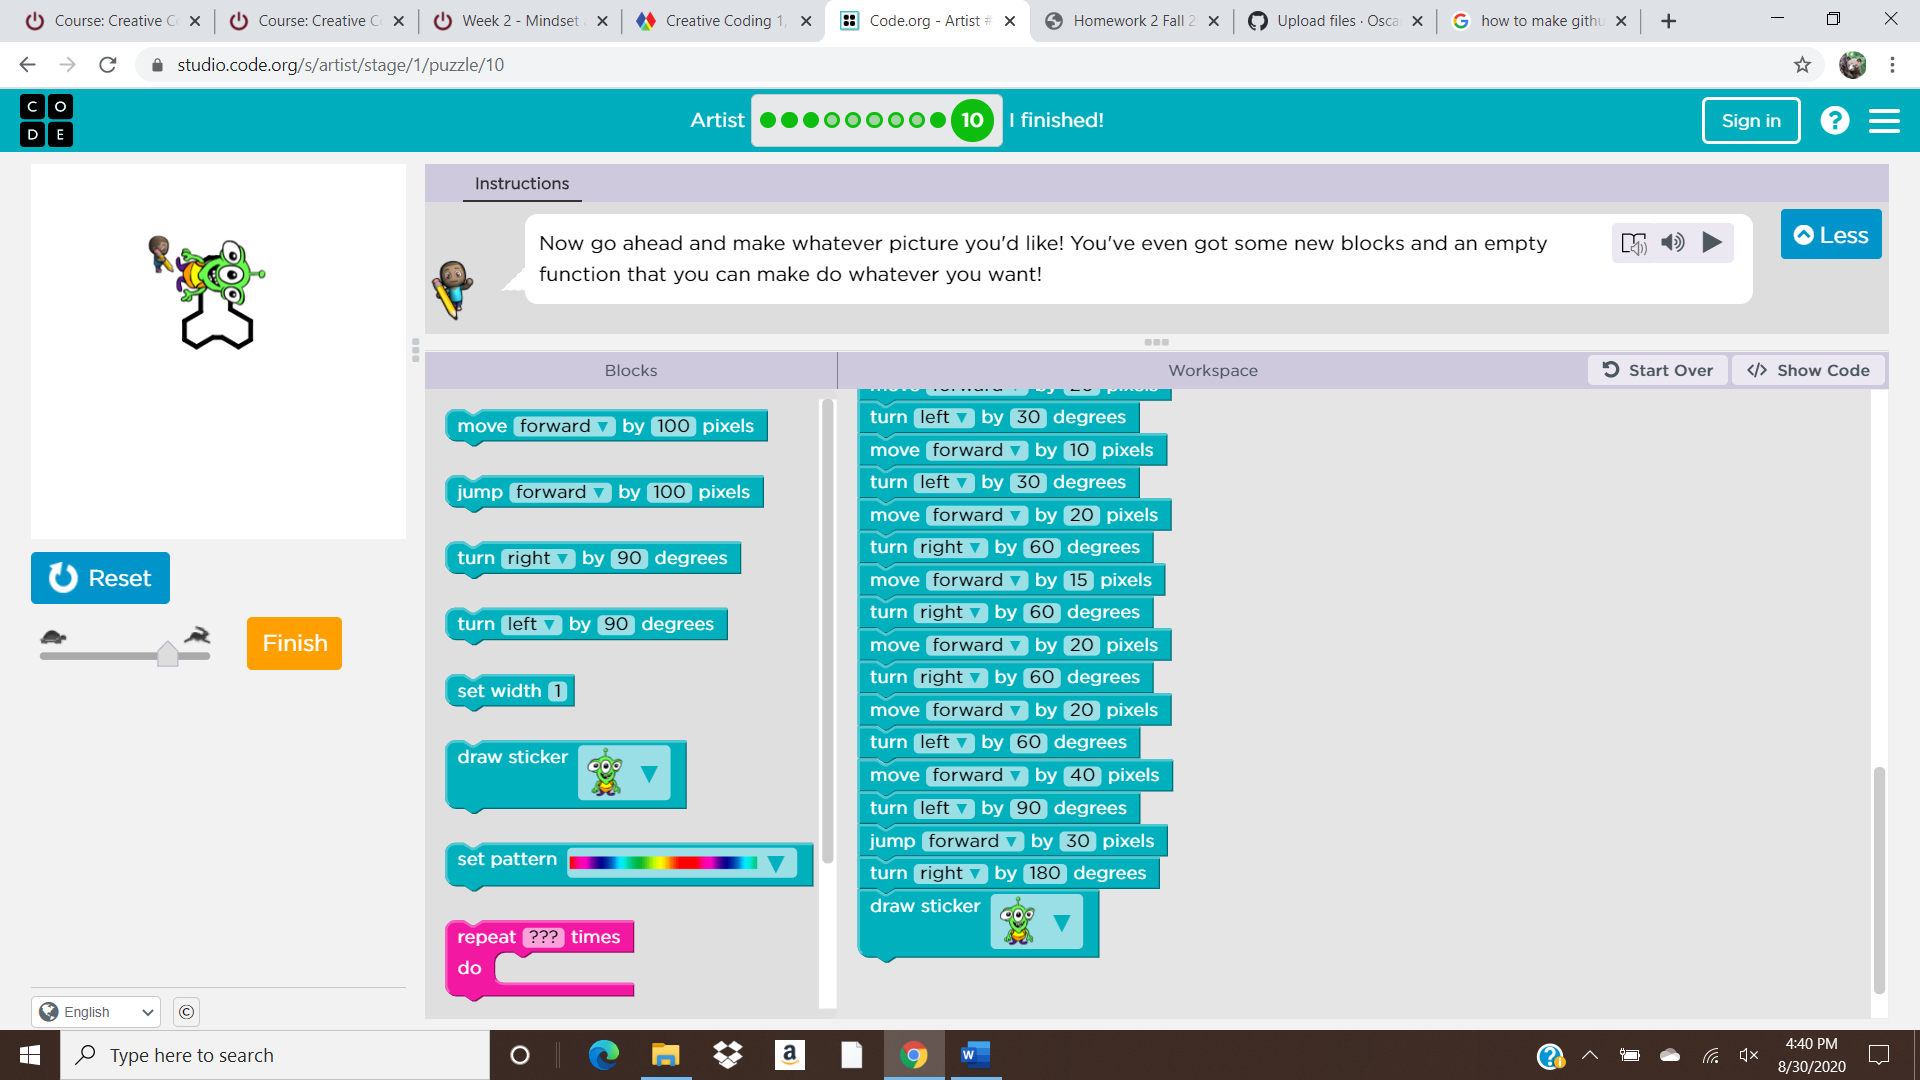 Course: Creative C
Course: Creative C
Week 2 - Mindset
Creative Coding 1,
Code.org - Artist #
Homework 2 Fall 2
Upload files · Osca
how to make githu
studio.code.org/s/artist/stage/1/puzzle/10
C O
D E
Artist
10
I finished!
Sign in
?
Instructions
Now go ahead and make whatever picture you'd like! You've even got some new blocks and an empty
function that you can make do whatever you want!
Less
Blocks
Workspace
Start Over
</> Show Code
move forward by 100 pixels
jump forward by 100 pixels
turn right by 90 degrees
turn left by 90 degrees
set width 1
draw sticker
set pattern
repeat ??? times
do
move forward by 20 pixels
turn left by 30 degrees
move forward by 10 pixels
turn left by 30 degrees
move forward by 20 pixels
turn right by 60 degrees
move forward by 15 pixels
turn right by 60 degrees
move forward by 20 pixels
turn right by 60 degrees
move forward by 20 pixels
turn left by 60 degrees
move forward by 40 pixels
turn left by 90 degrees
jump forward by 30 pixels
turn right by 180 degrees
draw sticker
Reset
Finish
English
©
Type here to search
a
W
?
4:40 PM
8/30/2020